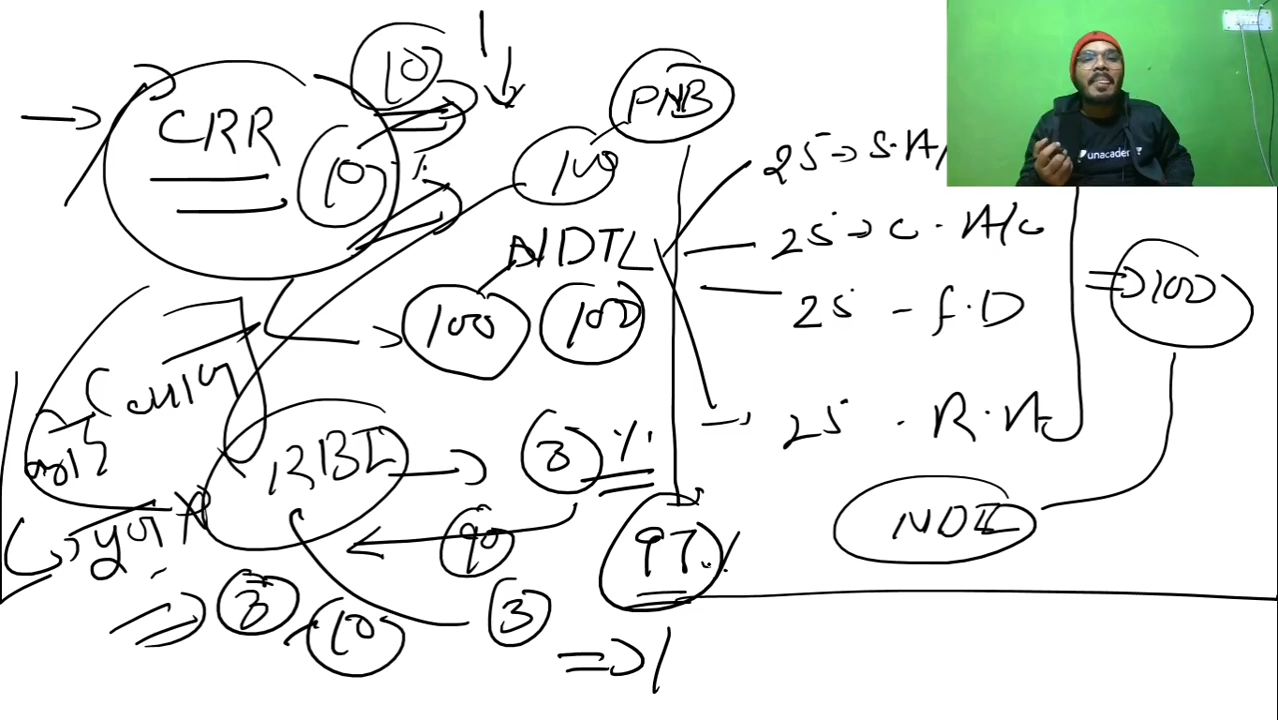 10
PNB
CRR
10 %
100
25 → S.A/
unacadem
NDTL
25 → C. A/C
100
100
25 - F.D
100
25 - R.A
RBI
3 %
90
97%
NDTL
3
10
3